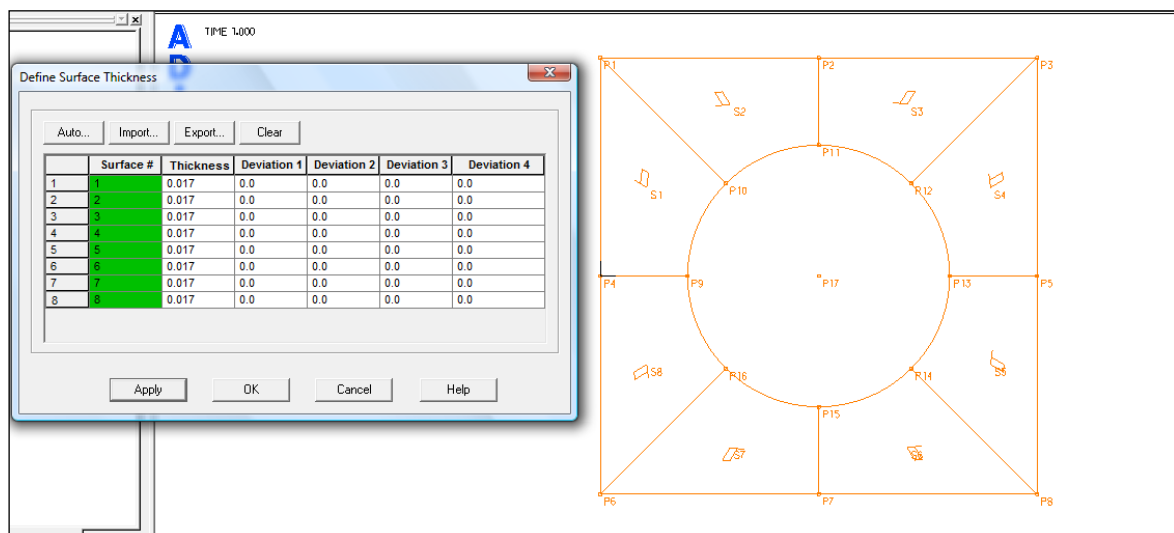 TIME 1.000
A
D
Define Surface Thickness
Auto... Import... Export... Clear
Surface # Thickness Deviation 1 Deviation 2 Deviation 3 Deviation 4
1 1 0.017 0.0 0.0 0.0 0.0
2 2 0.017 0.0 0.0 0.0 0.0
3 3 0.017 0.0 0.0 0.0 0.0
4 4 0.017 0.0 0.0 0.0 0.0
5 5 0.017 0.0 0.0 0.0 0.0
6 6 0.017 0.0 0.0 0.0 0.0
7 7 0.017 0.0 0.0 0.0 0.0
8 8 0.017 0.0 0.0 0.0 0.0
Apply OK Cancel Help
P1 P2 P3
S2 S3
P11
P10 P12
S1 S4
P4 P9 P17 P13 P5
S8 P16 P14 S5
P15
S7 S6
P6 P7 P8